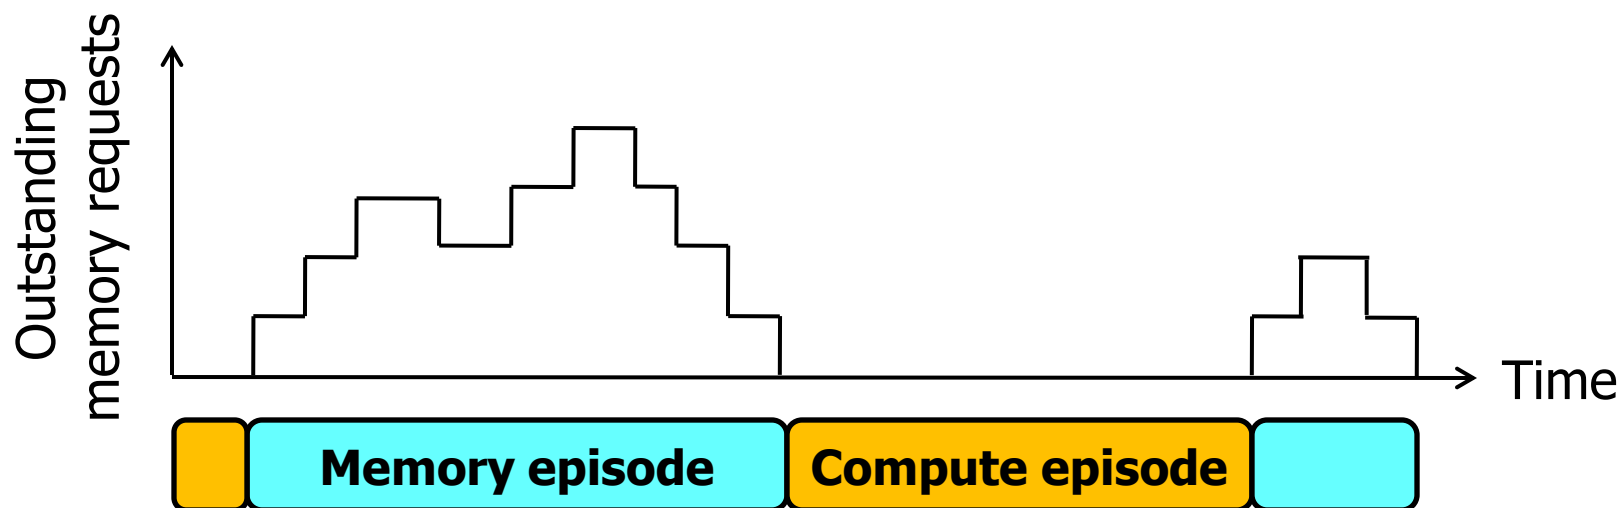 Outstanding
memory requests
Time
Memory episode
Compute episode